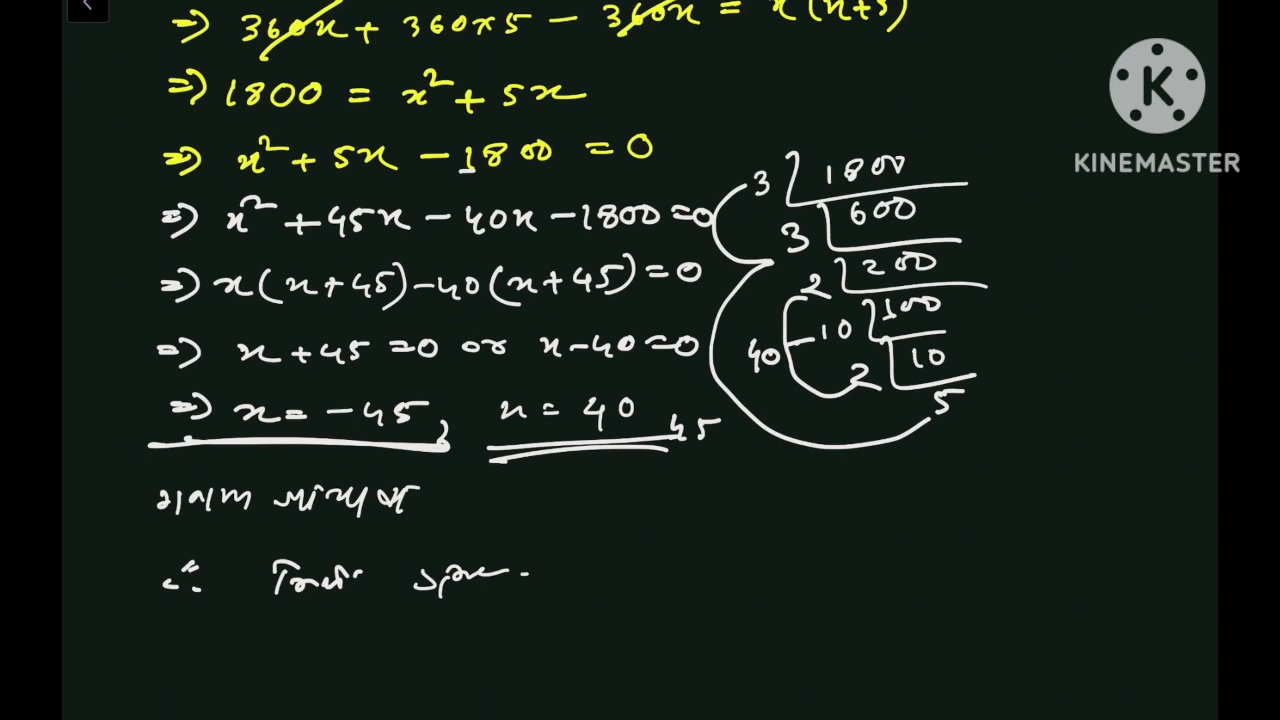 ⇒ 360x + 360×5 − 360x = x(x+5)
⇒ 1800 = x² + 5x
⇒ x² + 5x − 1800 = 0
⇒ x² + 45x − 40x − 1800 = 0
⇒ x(x+45) − 40(x+45) = 0
⇒ x + 45 = 0 or x − 40 = 0
⇒ x = −45, x = 40
∴
3 1800
3 600
2 200
10 100
2 10
5
40
45
KINEMASTER